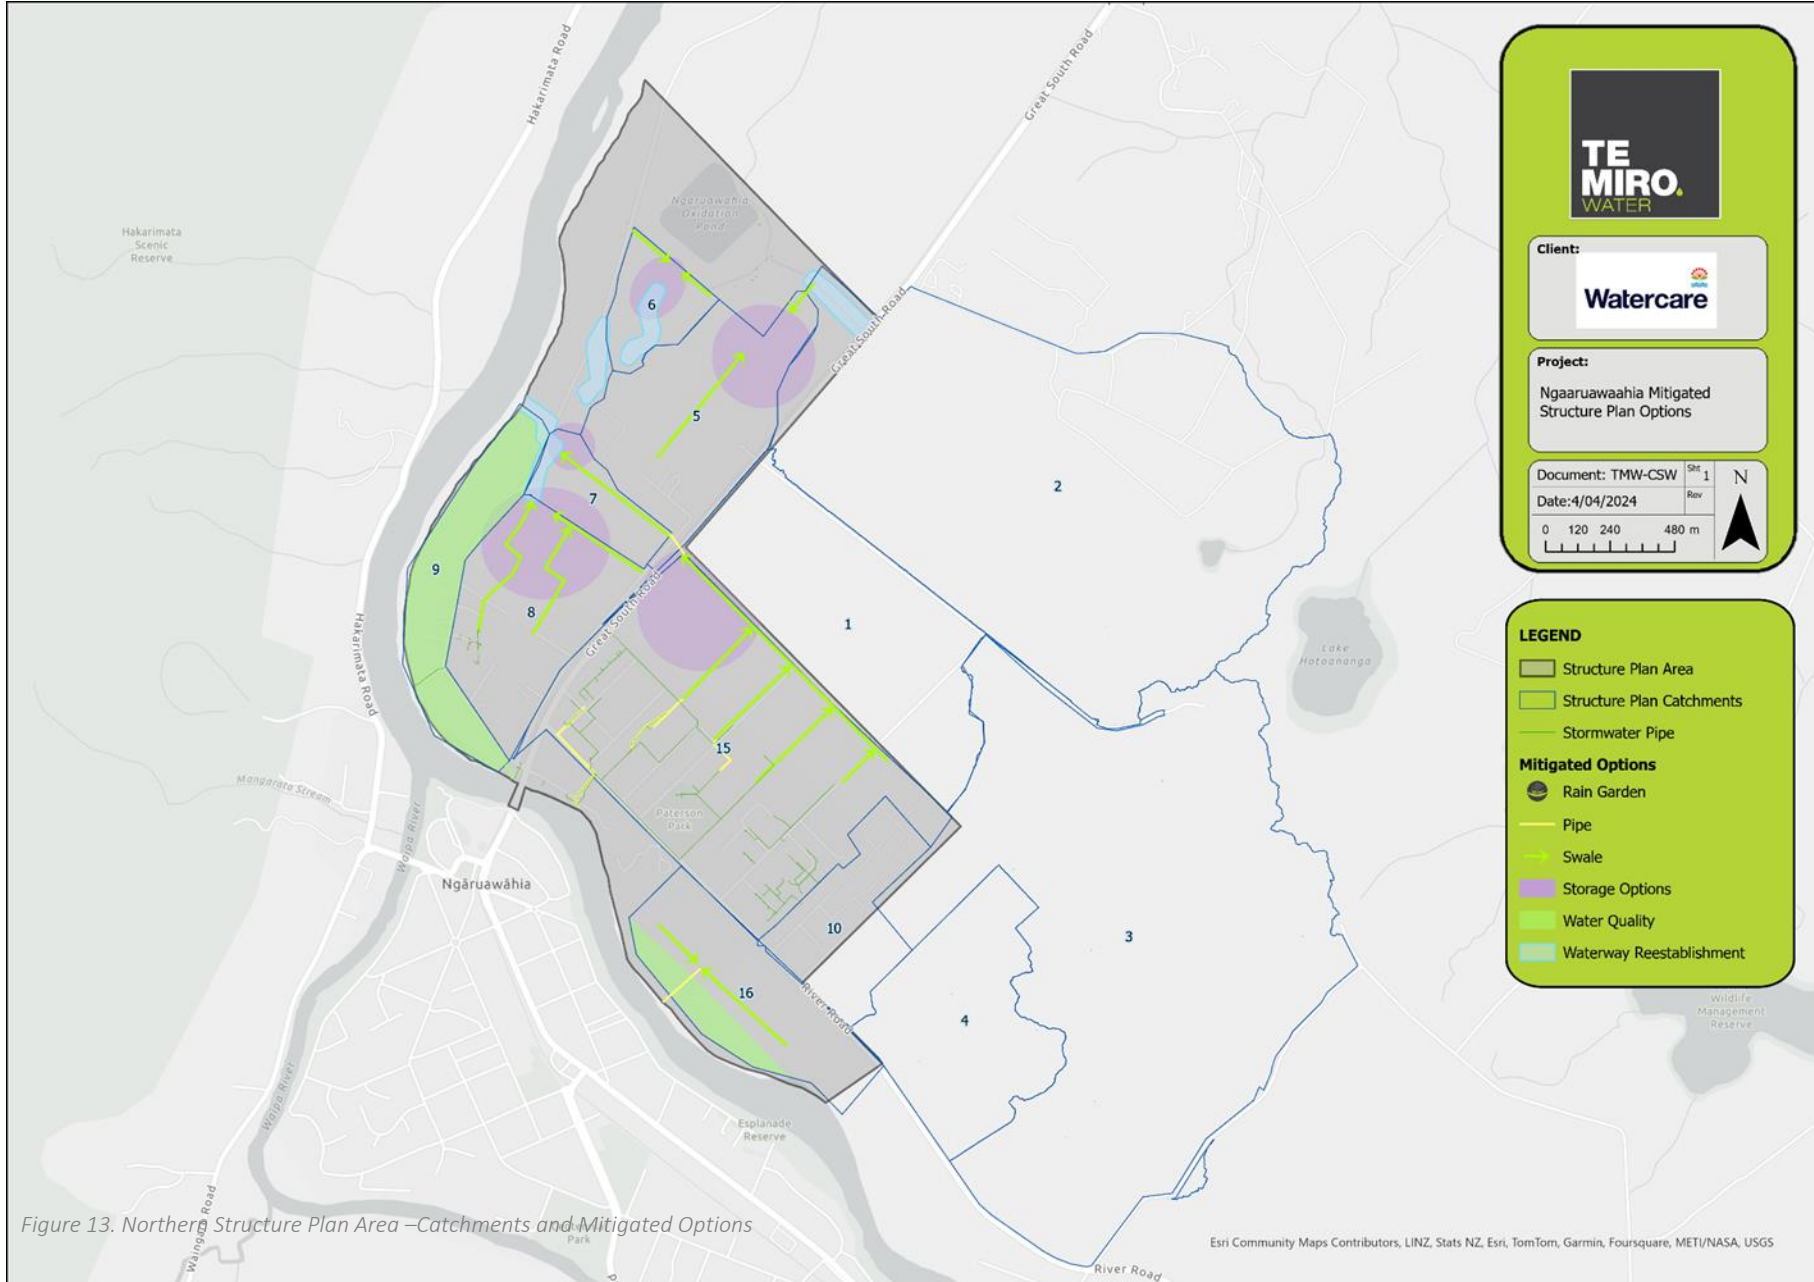 Hakarimata Road
Great South Road
Hakarimata
Scenic
Reserve
Ngaruawahia
Oxidation
Pond
6
Great South Road
5
2
7
9
8
Great South Road
1
Hakarimata Road
Lake
Hotoananga
15
Mangarata Stream
Waipa River
Paterson
Park
Ngāruawāhia
10
3
16
River Road
4
Wildlife
Management
Reserve
Waipa River
Esplanade
Reserve
Waingaro Road
Park
River Road
TE
MIRO.
WATER
Client:
Watercare
Project:
Ngaaruawaahia Mitigated
Structure Plan Options
Document: TMW-CSW
Sht 1
N
Date:4/04/2024
Rev
0 120 240 480 m
LEGEND
Structure Plan Area
Structure Plan Catchments
Stormwater Pipe
Mitigated Options
Rain Garden
Pipe
Swale
Storage Options
Water Quality
Waterway Reestablishment
Figure 13. Northern Structure Plan Area –Catchments and Mitigated Options
Esri Community Maps Contributors, LINZ, Stats NZ, Esri, TomTom, Garmin, Foursquare, METI/NASA, USGS